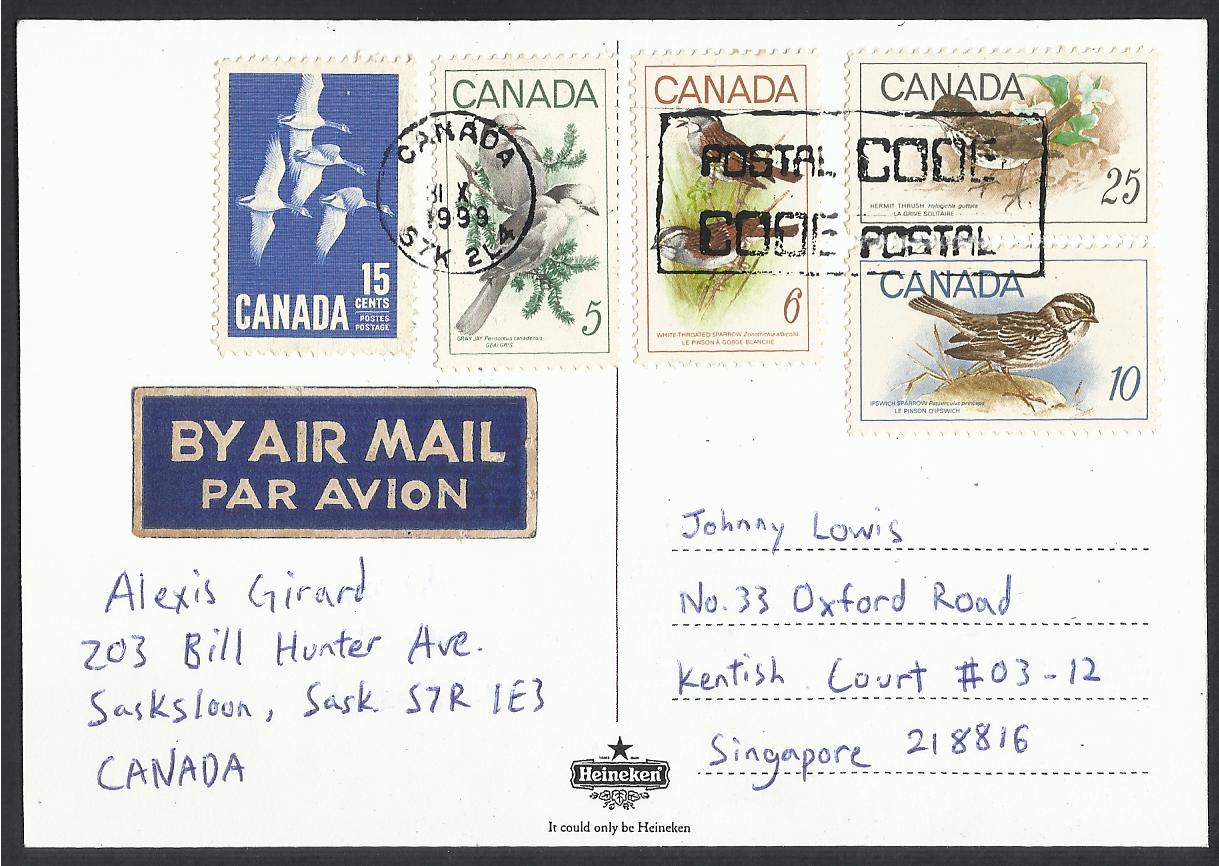 15
CENTS
POSTES
POSTAGE
CANADA
CANADA
5
GRAY JAY Perisoreus canadensis
GEAI GRIS
CANADA
6
WHITE-THROATED SPARROW Zonotrichia albicollis
LE PINSON À GORGE BLANCHE
CANADA
25
HERMIT THRUSH Hylocichla guttata
LA GRIVE SOLITAIRE
CANADA
10
IPSWICH SPARROW Passerculus princeps
LE PINSON D'IPSWICH
CANADA
31 X
1999
S7K 2L4
POSTAL CODE
CODE POSTAL
BY AIR MAIL
PAR AVION
Alexis Girard
203 Bill Hunter Ave.
Sasksloon, Sask S7R 1E3
CANADA
Johnny Lowis
No.33 Oxford Road
Kentish Court #03-12
Singapore 218816
Heineken
It could only be Heineken